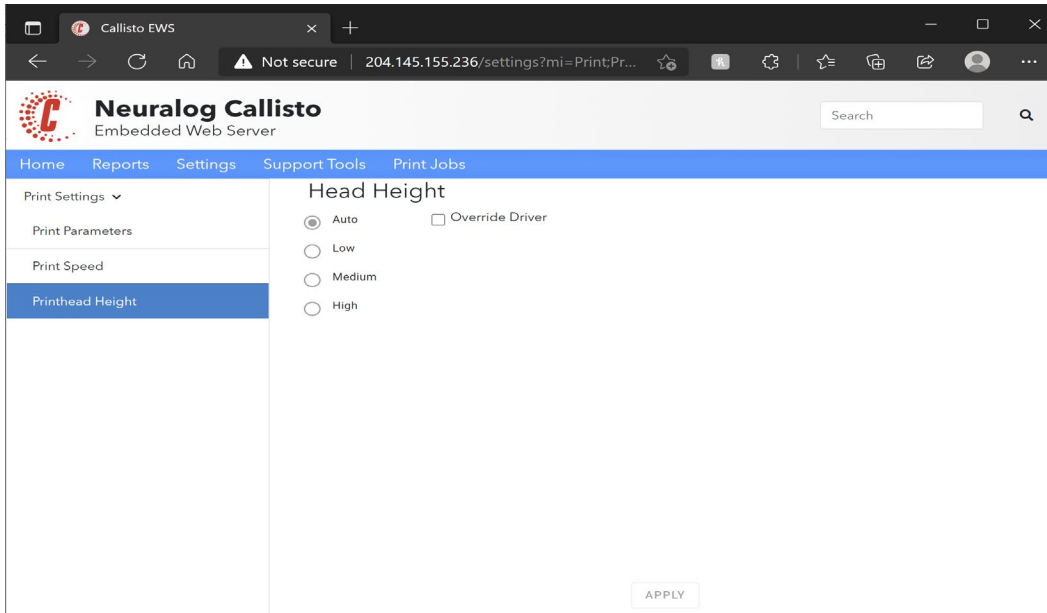 Callisto EWS
Not secure | 204.145.155.236/settings?mi=Print;Pr...
Neuralog Callisto
Embedded Web Server
Search
Home Reports Settings Support Tools Print Jobs
Print Settings
Print Parameters
Print Speed
Printhead Height
Head Height
Auto Override Driver
Low
Medium
High
APPLY